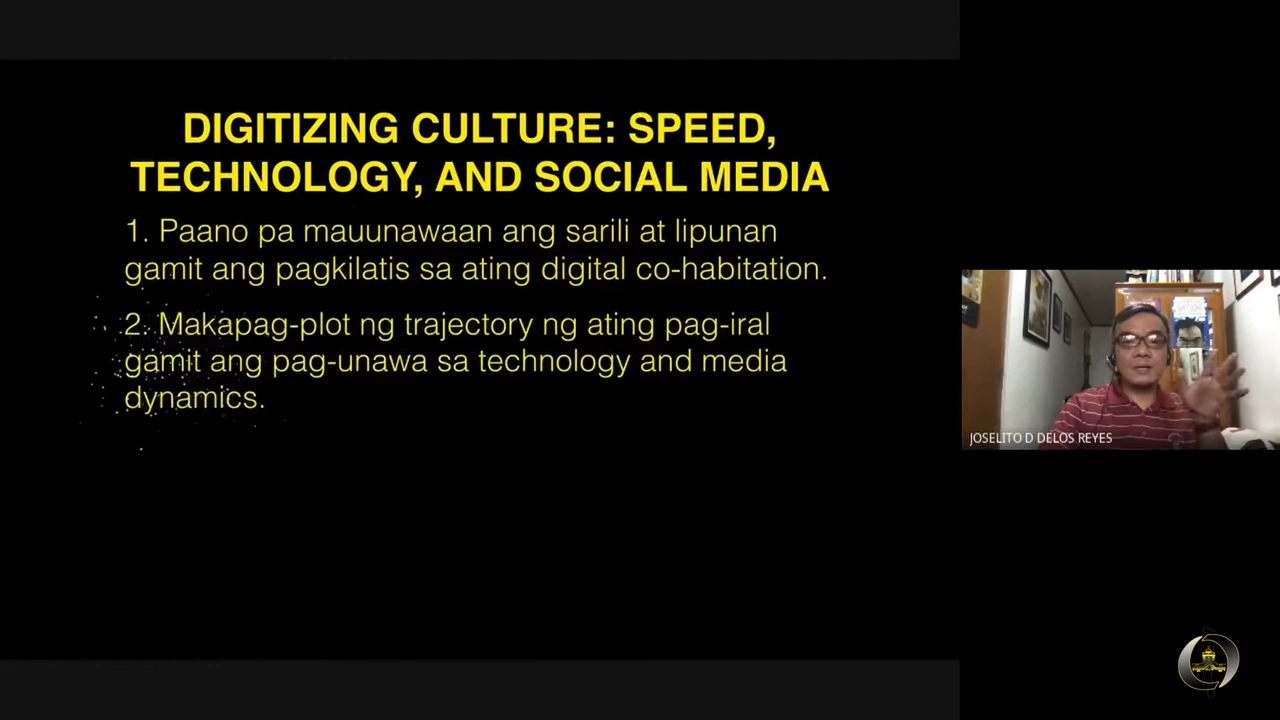 DIGITIZING CULTURE: SPEED,
TECHNOLOGY, AND SOCIAL MEDIA
1. Paano pa mauunawaan ang sarili at lipunan
gamit ang pagkilatis sa ating digital co-habitation.
2. Makapag-plot ng trajectory ng ating pag-iral
gamit ang pag-unawa sa technology and media
dynamics.
JOSELITO D DELOS REYES